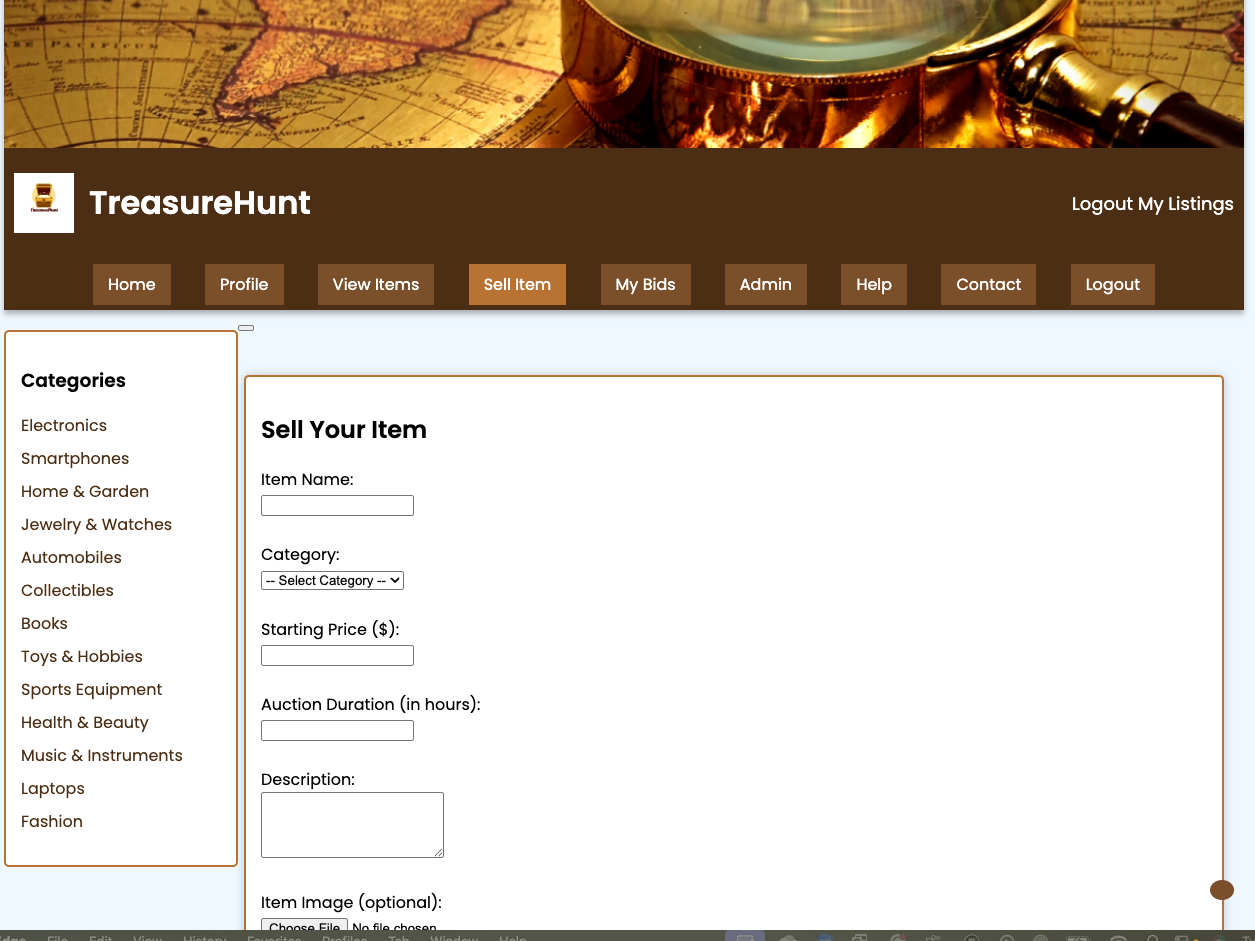 PACIFICUM
TreasureHunt
TreasureHunt
Logout My Listings
Home
Profile
View Items
Sell Item
My Bids
Admin
Help
Contact
Logout
Categories
Electronics
Smartphones
Home & Garden
Jewelry & Watches
Automobiles
Collectibles
Books
Toys & Hobbies
Sports Equipment
Health & Beauty
Music & Instruments
Laptops
Fashion
Sell Your Item
Item Name:
Category:
-- Select Category --
Starting Price ($):
Auction Duration (in hours):
Description:
Item Image (optional):
Choose File No file chosen
Edge File Edit View History Favorites Profiles Tab Window Help